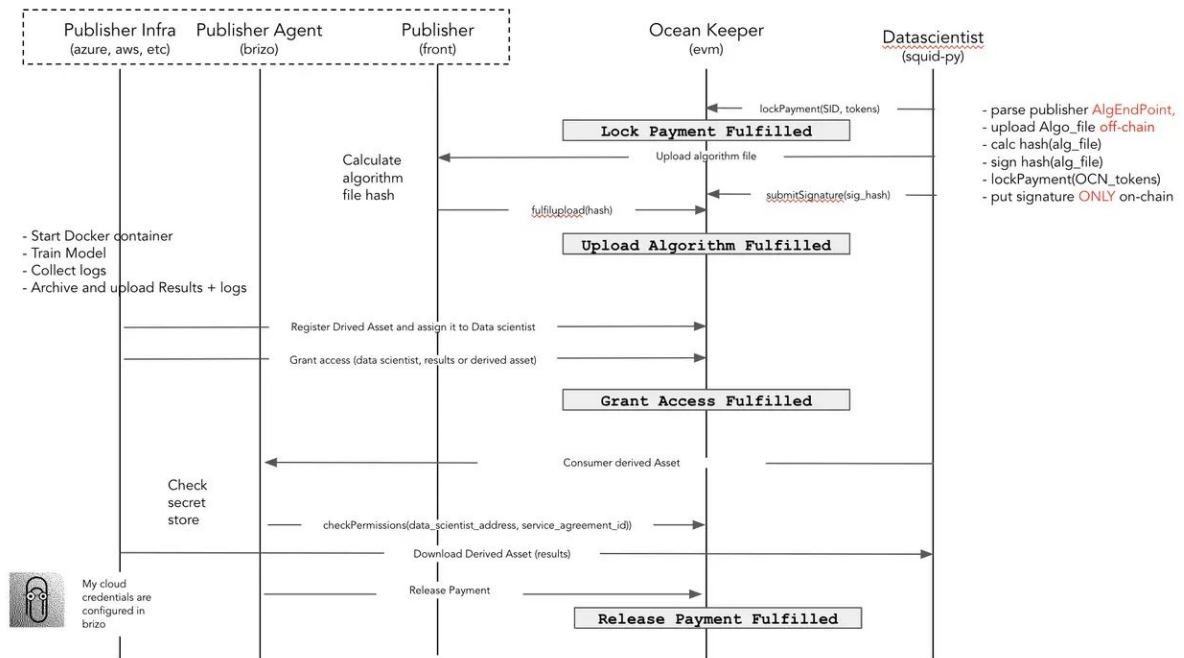 Publisher Infra
(azure, aws, etc)
Publisher Agent
(brizo)
Publisher
(front)
Ocean Keeper
(evm)
Datascientist
(squid-py)
lockPayment(SID, tokens)
- parse publisher AlgEndPoint,
- upload Algo_file off-chain
- calc hash(alg_file)
- sign hash(alg_file)
- lockPayment(OCN_tokens)
- put signature ONLY on-chain
Lock Payment Fulfilled
Upload algorithm file
Calculate
algorithm
file hash
submitSignature(sig_hash)
fulfilupload(hash)
Upload Algorithm Fulfilled
- Start Docker container
- Train Model
- Collect logs
- Archive and upload Results + logs
Register Drived Asset and assign it to Data scientist
Grant access (data scientist, results or derived asset)
Grant Access Fulfilled
Consumer derived Asset
Check
secret
store
checkPermissions(data_scientist_address, service_agreement_id))
Download Derived Asset (results)
My cloud
credentials are
configured in
brizo
Release Payment
Release Payment Fulfilled